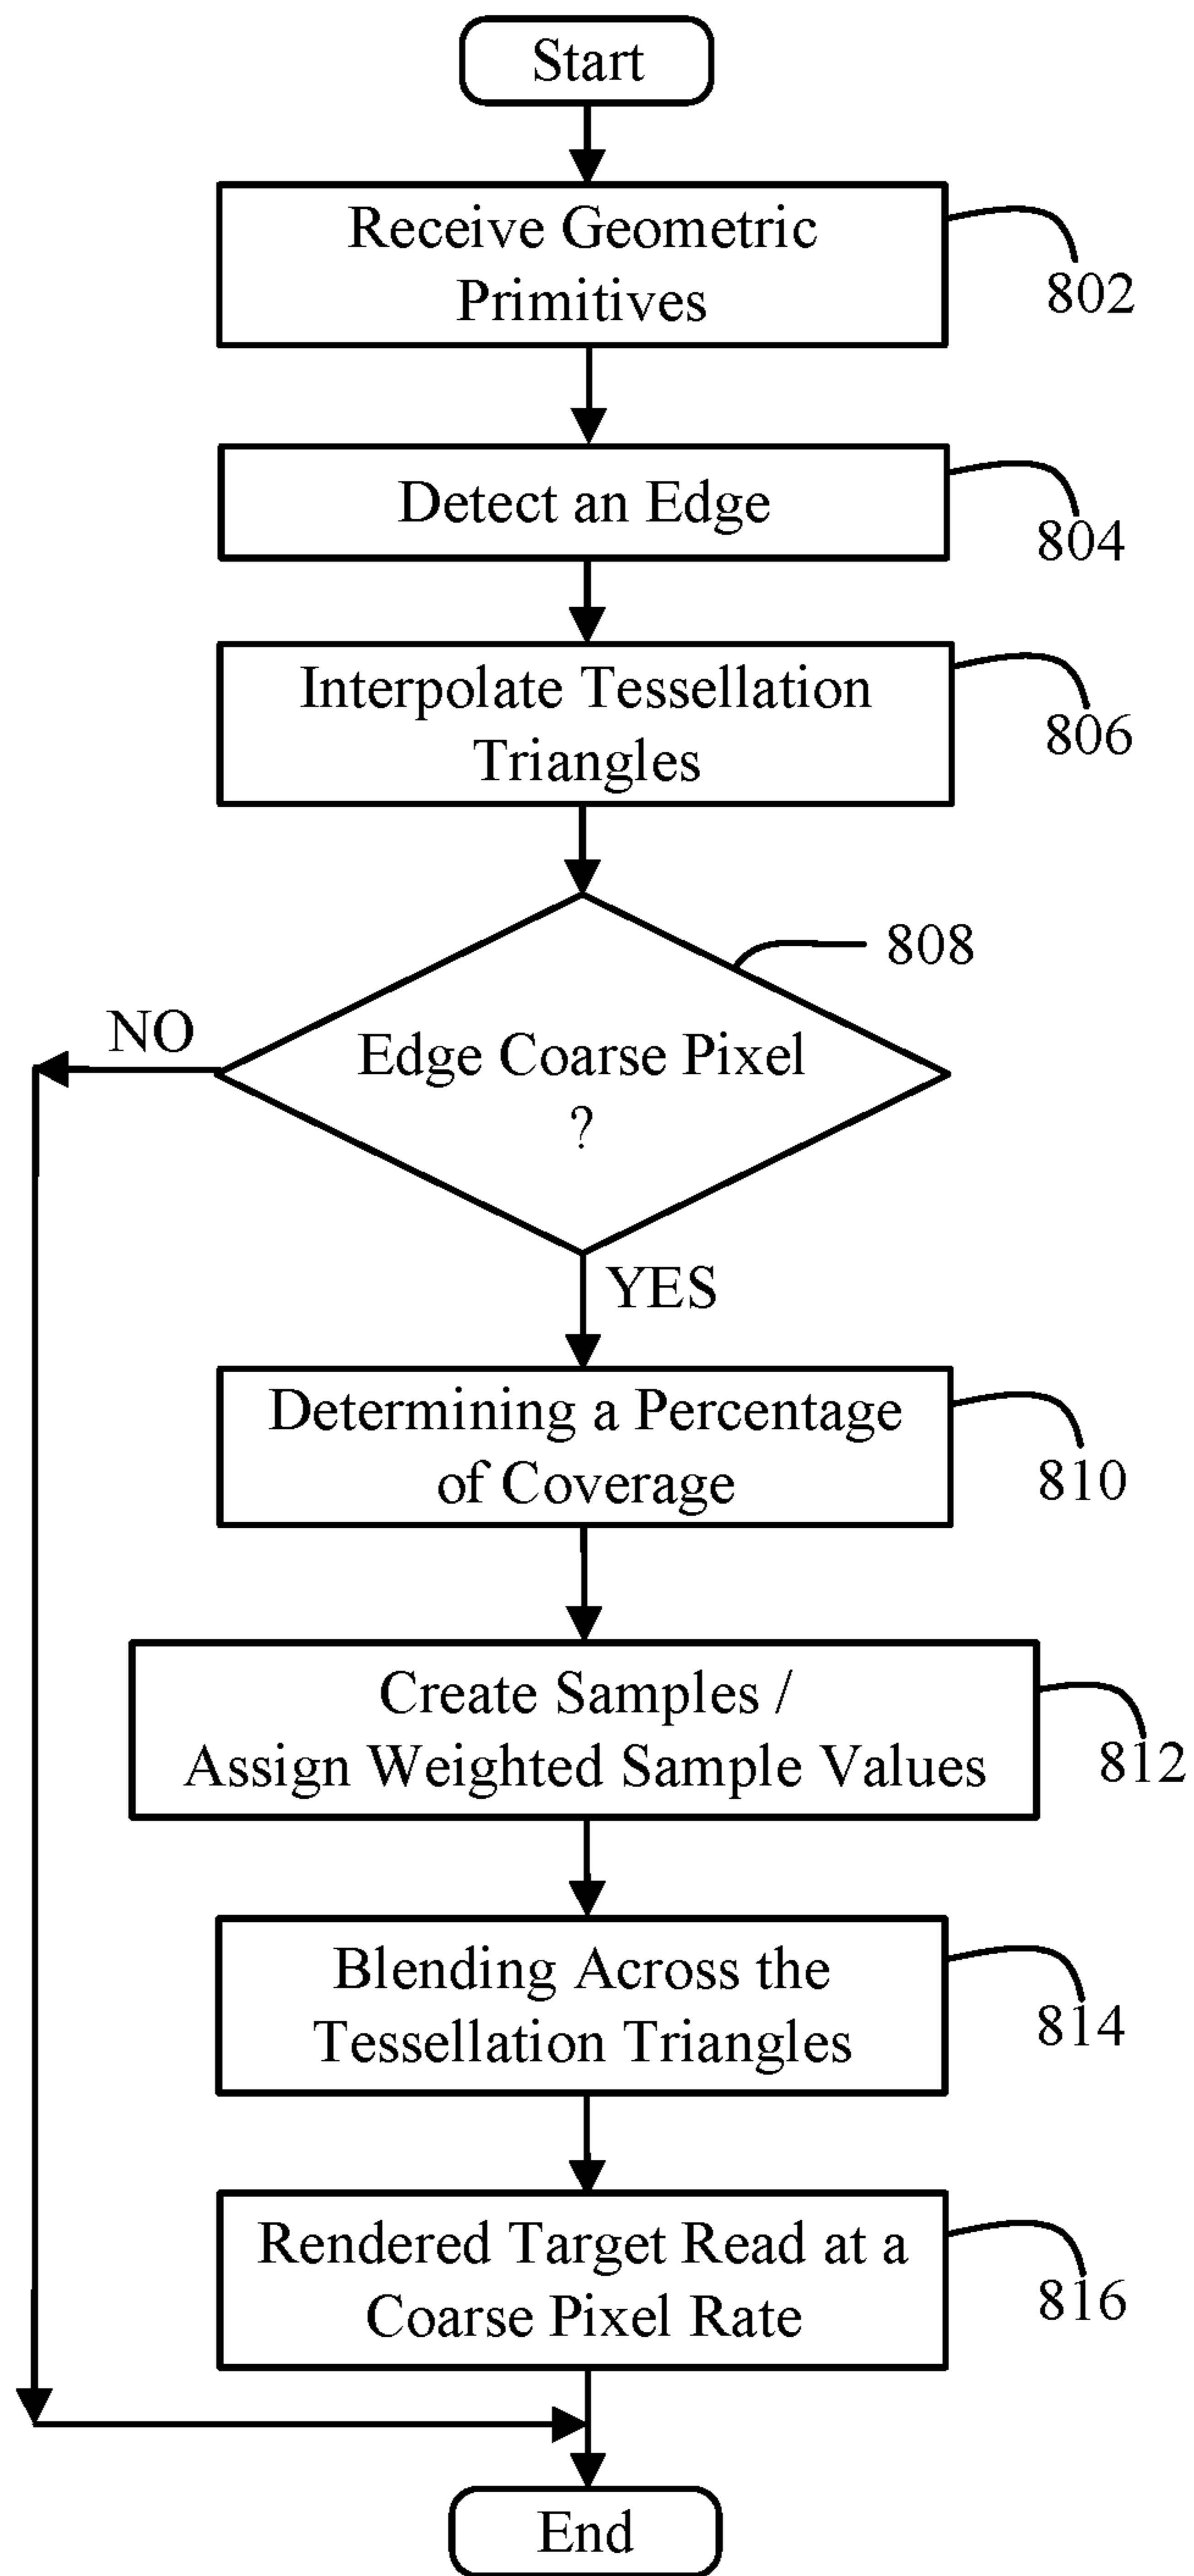 Start
Receive Geometric
Primitives
802
Detect an Edge
804
Interpolate Tessellation
Triangles
806
808
NO
Edge Coarse Pixel
?
YES
Determining a Percentage
of Coverage
810
Create Samples /
Assign Weighted Sample Values
812
Blending Across the
Tessellation Triangles
814
Rendered Target Read at a
Coarse Pixel Rate
816
End